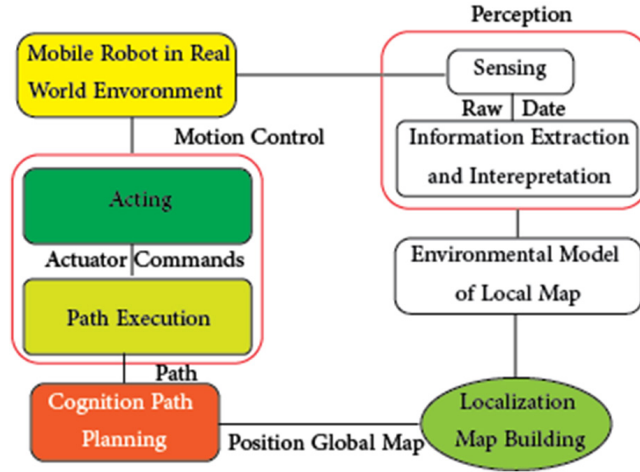 Perception
Mobile Robot in Real
World Envoronment
Sensing
Raw Date
Motion Control
Information Extraction
and Interepretation
Acting
Actuator Commands
Environmental Model
of Local Map
Path Execution
Path
Cognition Path
Planning
Position Global Map
Localization
Map Building